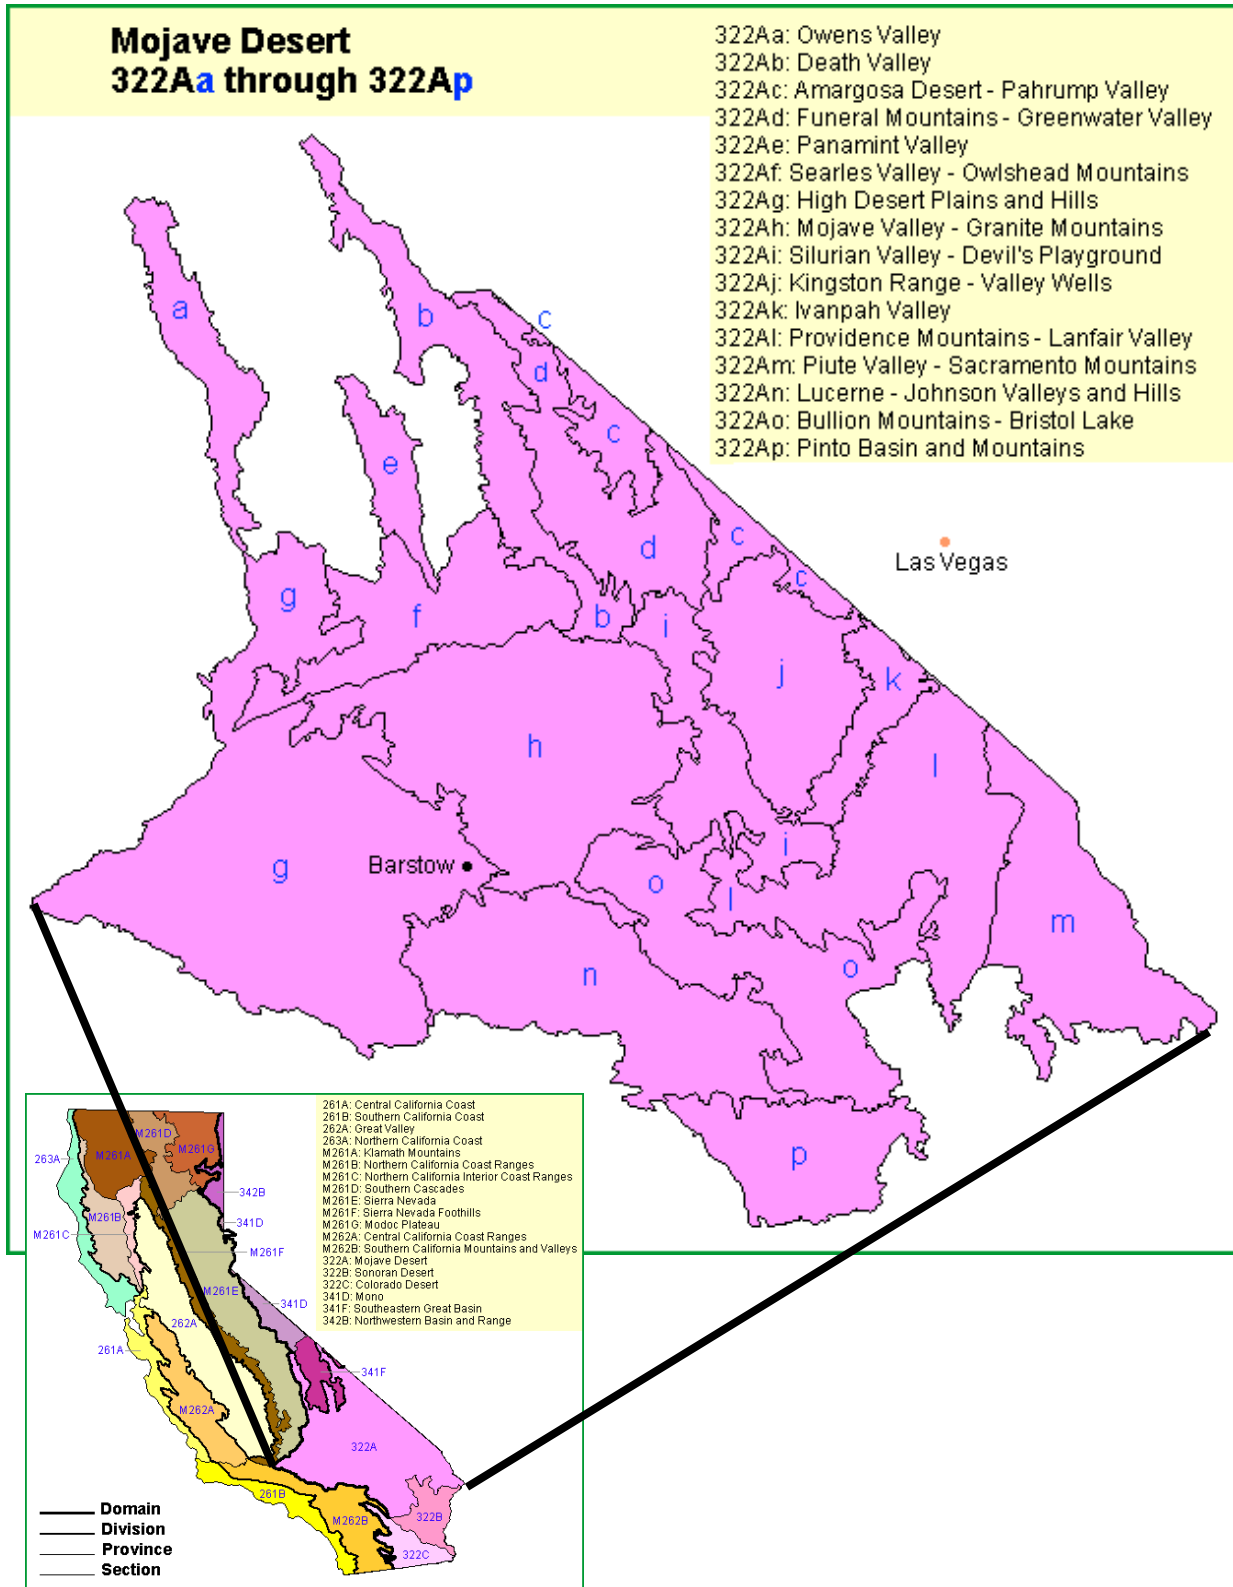 Mojave Desert
322Aa through 322Ap
322Aa: Owens Valley
322Ab: Death Valley
322Ac: Amargosa Desert - Pahrump Valley
322Ad: Funeral Mountains - Greenwater Valley
322Ae: Panamint Valley
322Af: Searles Valley - Owlshead Mountains
322Ag: High Desert Plains and Hills
322Ah: Mojave Valley - Granite Mountains
322Ai: Silurian Valley - Devil's Playground
322Aj: Kingston Range - Valley Wells
322Ak: Ivanpah Valley
322Al: Providence Mountains - Lanfair Valley
322Am: Piute Valley - Sacramento Mountains
322An: Lucerne - Johnson Valleys and Hills
322Ao: Bullion Mountains - Bristol Lake
322Ap: Pinto Basin and Mountains
a
b
c
d
c
e
c
d
Las Vegas
c
g
f
b
i
j
k
h
l
i
Barstow
g
o
l
m
n
o
p
261A: Central California Coast
261B: Southern California Coast
262A: Great Valley
263A: Northern California Coast
M261A: Klamath Mountains
M261B: Northern California Coast Ranges
M261C: Northern California Interior Coast Ranges
M261D: Southern Cascades
M261E: Sierra Nevada
M261F: Sierra Nevada Foothills
M261G: Modoc Plateau
M262A: Central California Coast Ranges
M262B: Southern California Mountains and Valleys
322A: Mojave Desert
322B: Sonoran Desert
322C: Colorado Desert
341D: Mono
341F: Southeastern Great Basin
342B: Northwestern Basin and Range
M261D
M261G
M261A
263A
342B
M261B
341D
M261C
M261F
M261E
341D
262A
261A
341F
M262A
322A
261B
M262B
322B
322C
Domain
Division
Province
Section